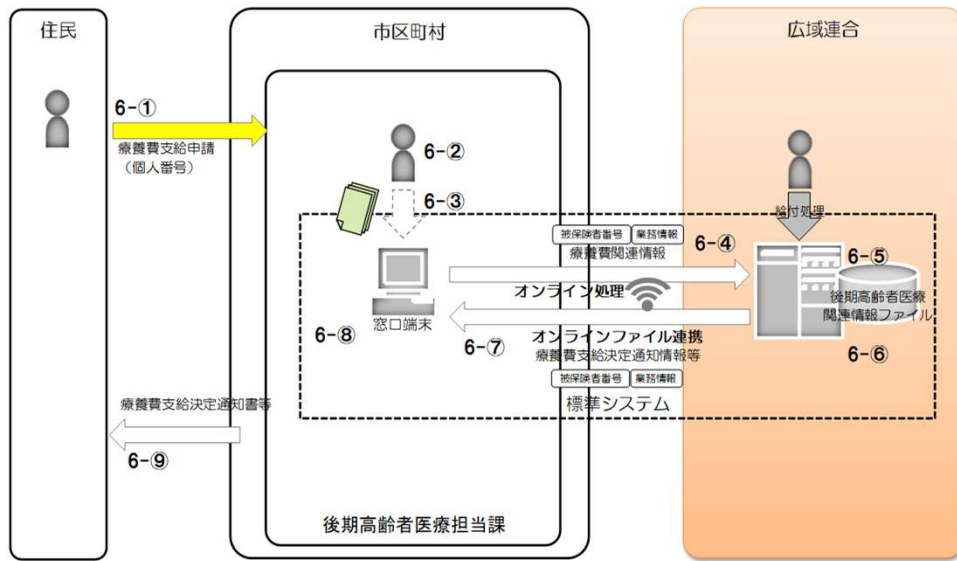 住民
市区町村
広域連合
6-①
療養費支給申請
（個人番号）
6-②
6-③
給付処理
被保険者番号
業務情報
療養費関連情報
6-④
6-⑤
オンライン処理
後期高齢者医療
関連情報ファイル
窓口端末
6-⑧
6-⑦
オンラインファイル連携
療養費支給決定通知情報等
6-⑥
被保険者番号
業務情報
標準システム
療養費支給決定通知書等
6-⑨
後期高齢者医療担当課